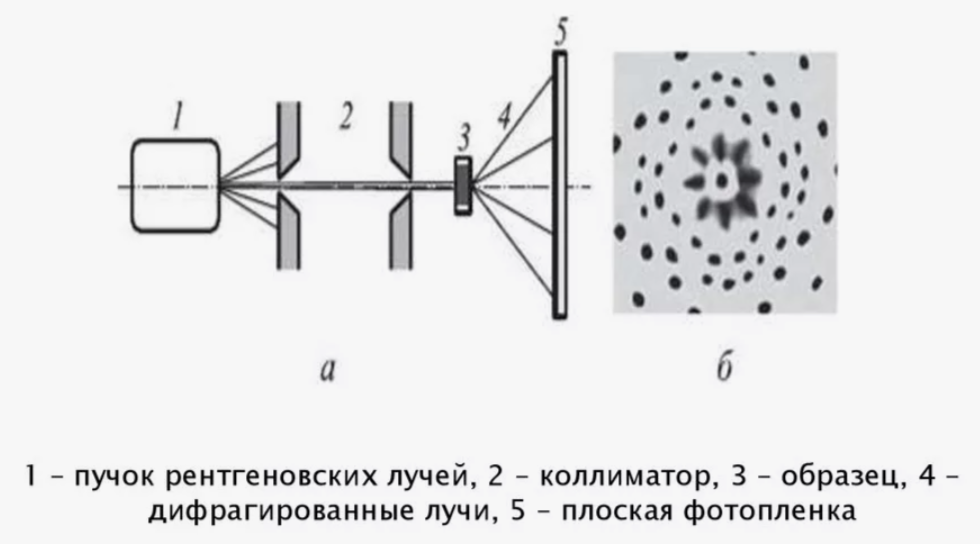 5
1
2
4
3
а
б
1 – пучок рентгеновских лучей, 2 – коллиматор, 3 – образец, 4 –
дифрагированные лучи, 5 – плоская фотопленка